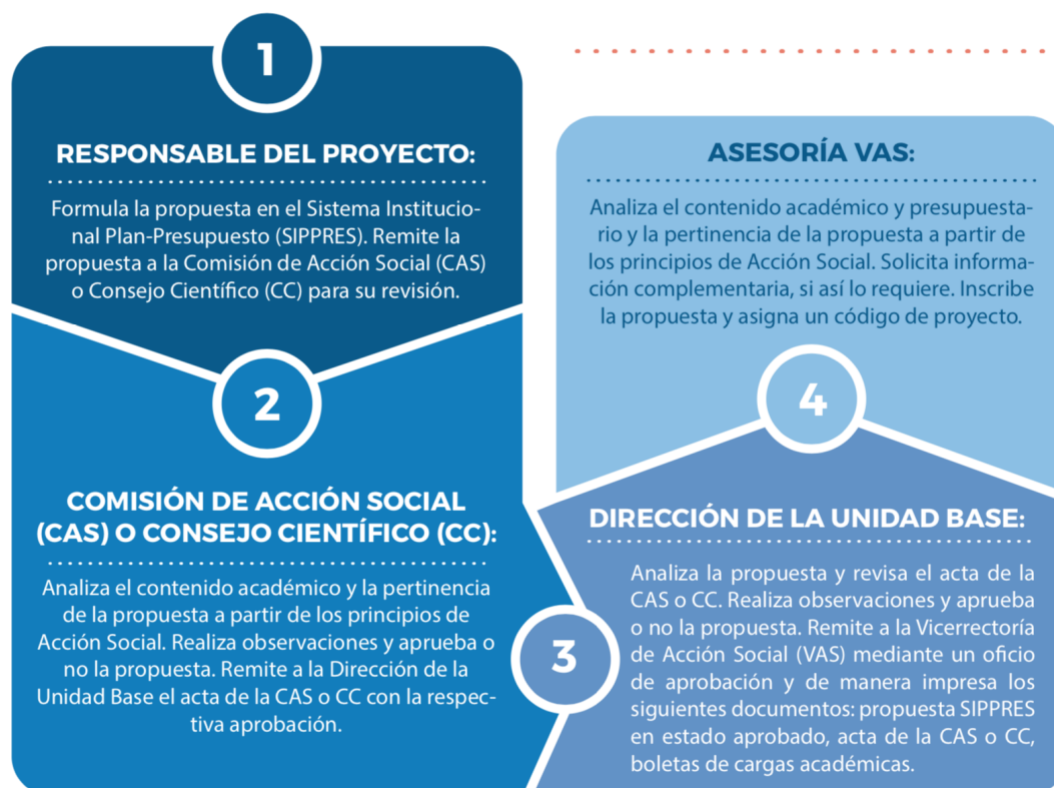 1
RESPONSABLE DEL PROYECTO:
Formula la propuesta en el Sistema Institucio-
nal Plan-Presupuesto (SIPPRES). Remite la
propuesta a la Comisión de Acción Social (CAS)
o Consejo Científico (CC) para su revisión.
2
COMISIÓN DE ACCIÓN SOCIAL
(CAS) O CONSEJO CIENTÍFICO (CC):
Analiza el contenido académico y la pertinencia
de la propuesta a partir de los principios de
Acción Social. Realiza observaciones y aprueba o
no la propuesta. Remite a la Dirección de la
Unidad Base el acta de la CAS o CC con la respec-
tiva aprobación.
3
DIRECCIÓN DE LA UNIDAD BASE:
Analiza la propuesta y revisa el acta de la
CAS o CC. Realiza observaciones y aprueba
o no la propuesta. Remite a la Vicerrectoría
de Acción Social (VAS) mediante un oficio
de aprobación y de manera impresa los
siguientes documentos: propuesta SIPPRES
en estado aprobado, acta de la CAS o CC,
boletas de cargas académicas.
4
ASESORÍA VAS:
Analiza el contenido académico y presupuesta-
rio y la pertinencia de la propuesta a partir de
los principios de Acción Social. Solicita informa-
ción complementaria, si así lo requiere. Inscribe
la propuesta y asigna un código de proyecto.